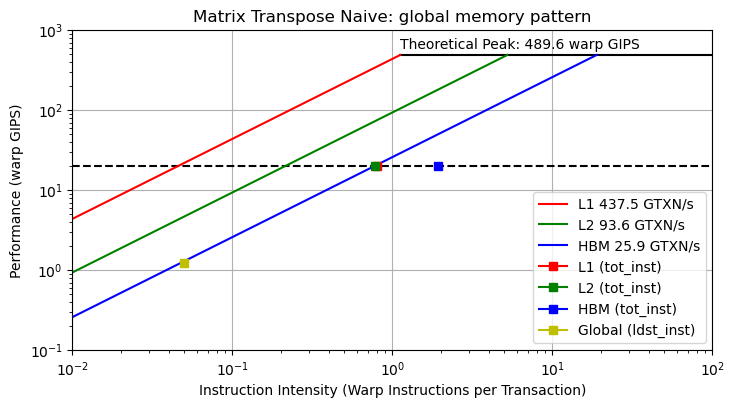 Matrix Transpose Naive: global memory pattern
Theoretical Peak: 489.6 warp GIPS
Performance (warp GIPS)
10^3
10^2
10^1
10^0
10^-1
L1 437.5 GTXN/s
L2 93.6 GTXN/s
HBM 25.9 GTXN/s
L1 (tot_inst)
L2 (tot_inst)
HBM (tot_inst)
Global (ldst_inst)
10^-2 10^-1 10^0 10^1 10^2
Instruction Intensity (Warp Instructions per Transaction)